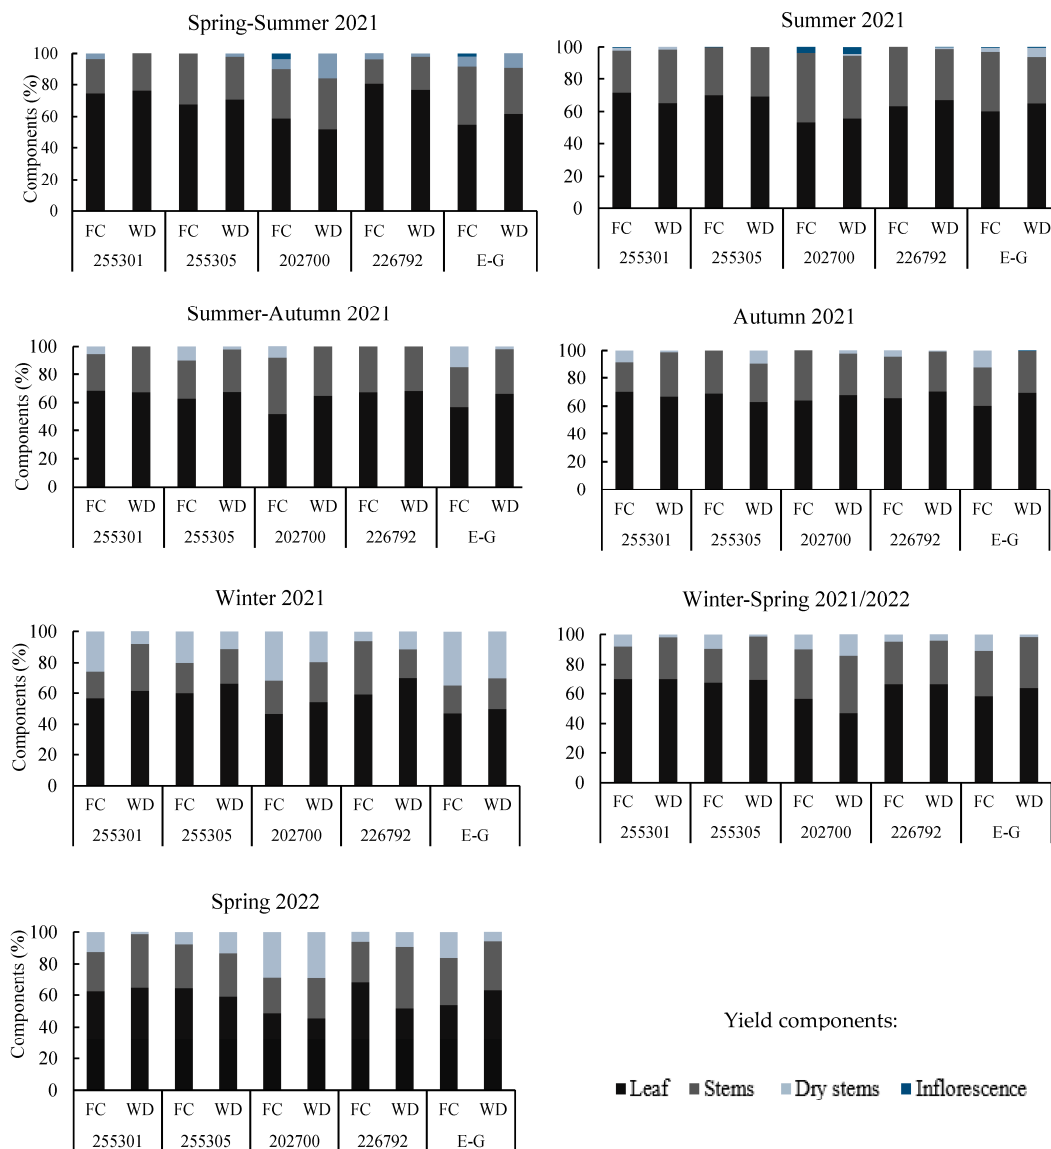 Spring-Summer 2021
Components (%)
100
80
60
40
20
0
FC WD FC WD FC WD FC WD FC WD
255301 255305 202700 226792 E-G
Summer 2021
100
80
60
40
20
0
FC WD FC WD FC WD FC WD FC WD
255301 255305 202700 226792 E-G
Summer-Autumn 2021
Components (%)
100
80
60
40
20
0
FC WD FC WD FC WD FC WD FC WD
255301 255305 202700 226792 E-G
Autumn 2021
100
80
60
40
20
0
FC WD FC WD FC WD FC WD FC WD
255301 255305 202700 226792 E-G
Winter 2021
Components (%)
100
80
60
40
20
0
FC WD FC WD FC WD FC WD FC WD
255301 255305 202700 226792 E-G
Winter-Spring 2021/2022
100
80
60
40
20
0
FC WD FC WD FC WD FC WD FC WD
255301 255305 202700 226792 E-G
Spring 2022
Components (%)
100
80
60
40
20
0
FC WD FC WD FC WD FC WD FC WD
255301 255305 202700 226792 E-G
Yield components:
Leaf Stems Dry stems Inflorescence